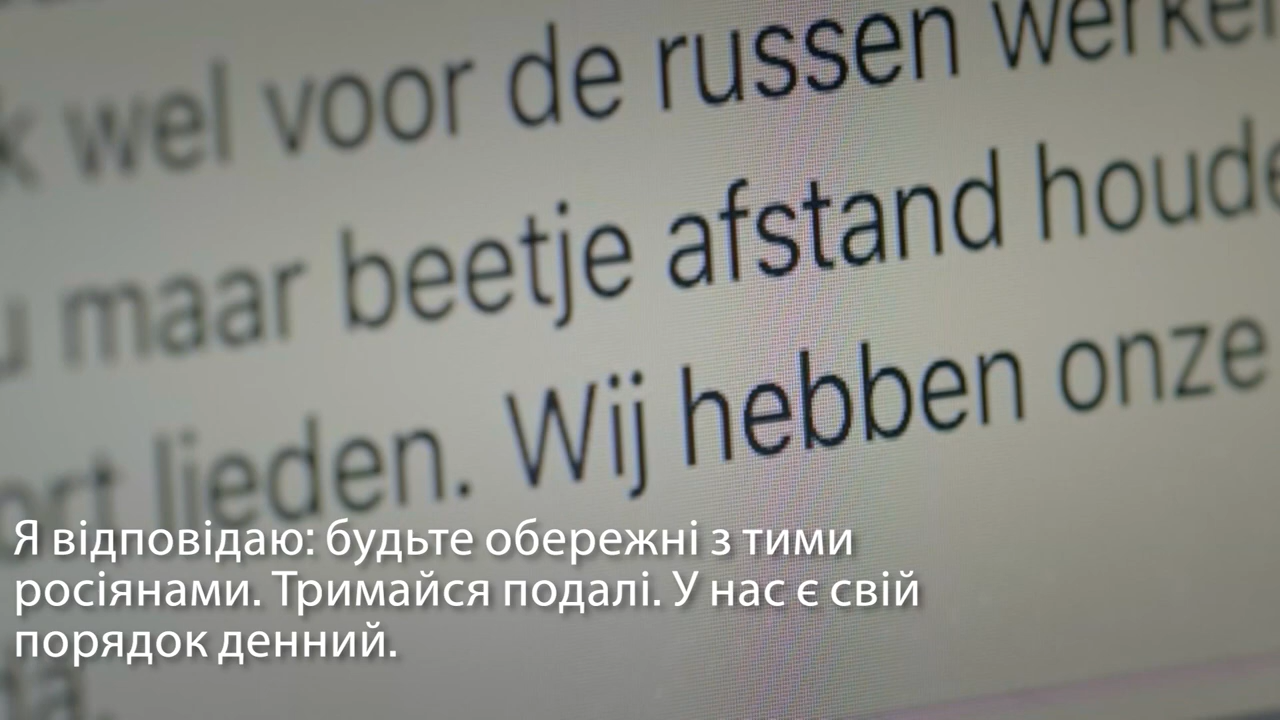 wel voor de russen
maar beetje afstand
lieden. Wij hebben onze
Я відповідаю: будьте обережні з тими
росіянами. Тримайся подалі. У нас є свій
порядок денний.